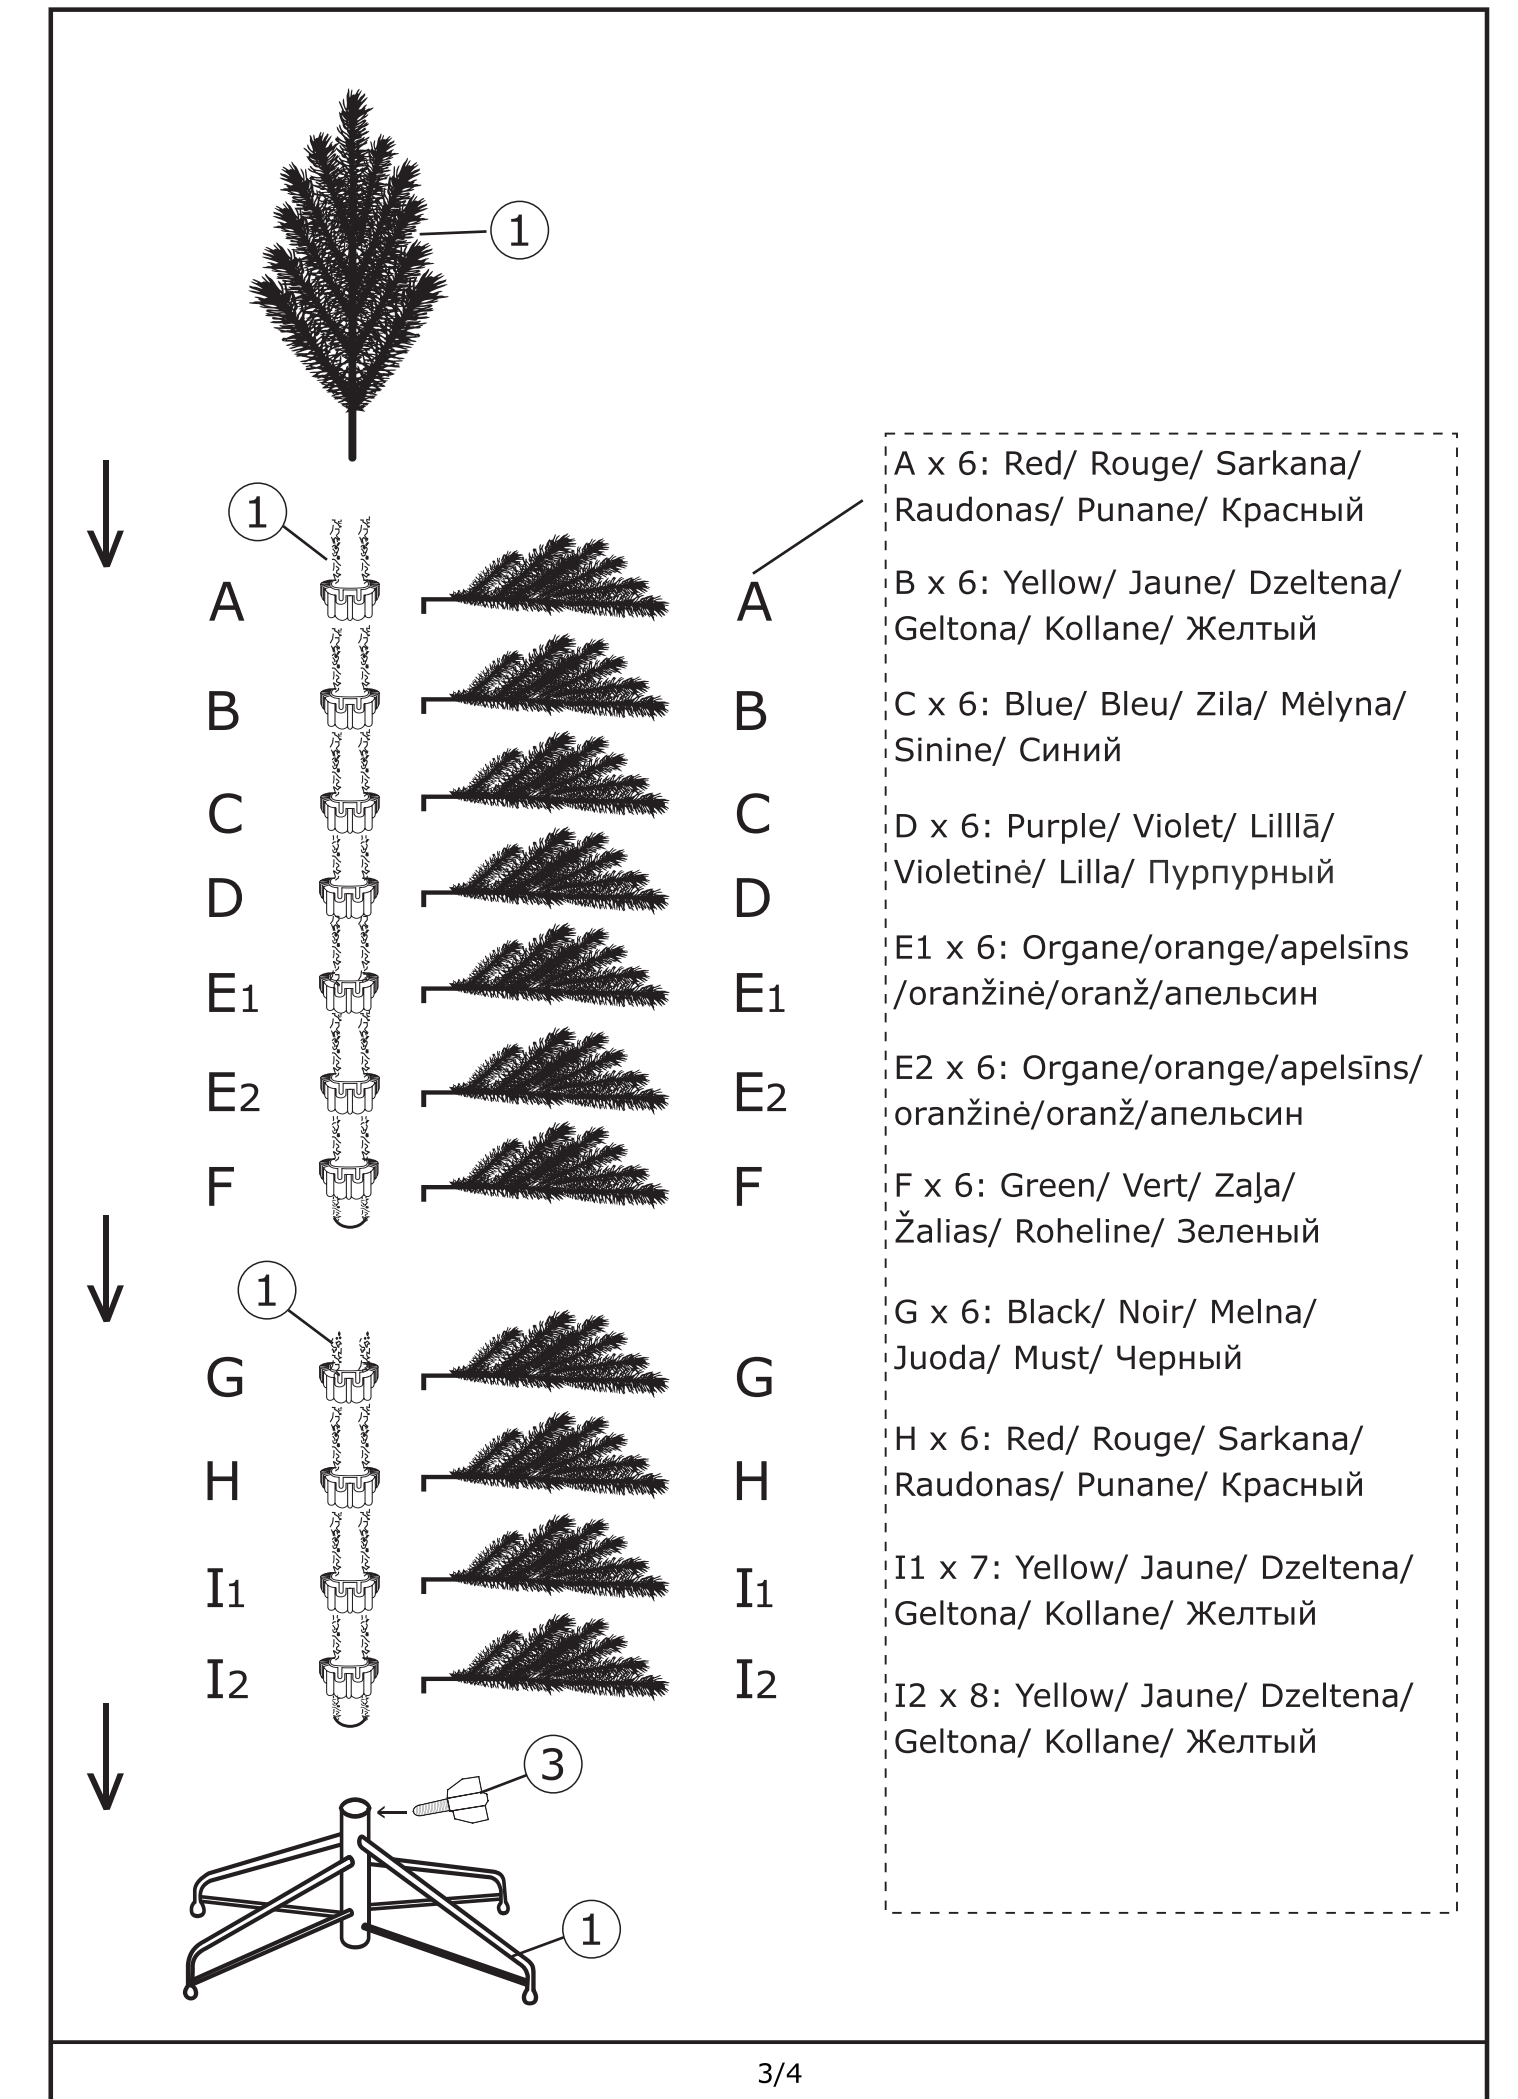 1
1
A
A
B
B
C
C
D
D
E1
E1
E2
E2
F
F
1
G
G
H
H
I1
I1
I2
I2
3
1
A x 6: Red/ Rouge/ Sarkana/
Raudonas/ Punane/ Красный
B x 6: Yellow/ Jaune/ Dzeltena/
Geltona/ Kollane/ Желтый
C x 6: Blue/ Bleu/ Zila/ Mėlyna/
Sinine/ Синий
D x 6: Purple/ Violet/ Lilllā/
Violetinė/ Lilla/ Пурпурный
E1 x 6: Organe/orange/apelsīns
/oranžinė/oranž/апельсин
E2 x 6: Organe/orange/apelsīns/
oranžinė/oranž/апельсин
F x 6: Green/ Vert/ Zaļa/
Žalias/ Roheline/ Зеленый
G x 6: Black/ Noir/ Melna/
Juoda/ Must/ Черный
H x 6: Red/ Rouge/ Sarkana/
Raudonas/ Punane/ Красный
I1 x 7: Yellow/ Jaune/ Dzeltena/
Geltona/ Kollane/ Желтый
I2 x 8: Yellow/ Jaune/ Dzeltena/
Geltona/ Kollane/ Желтый
3/4